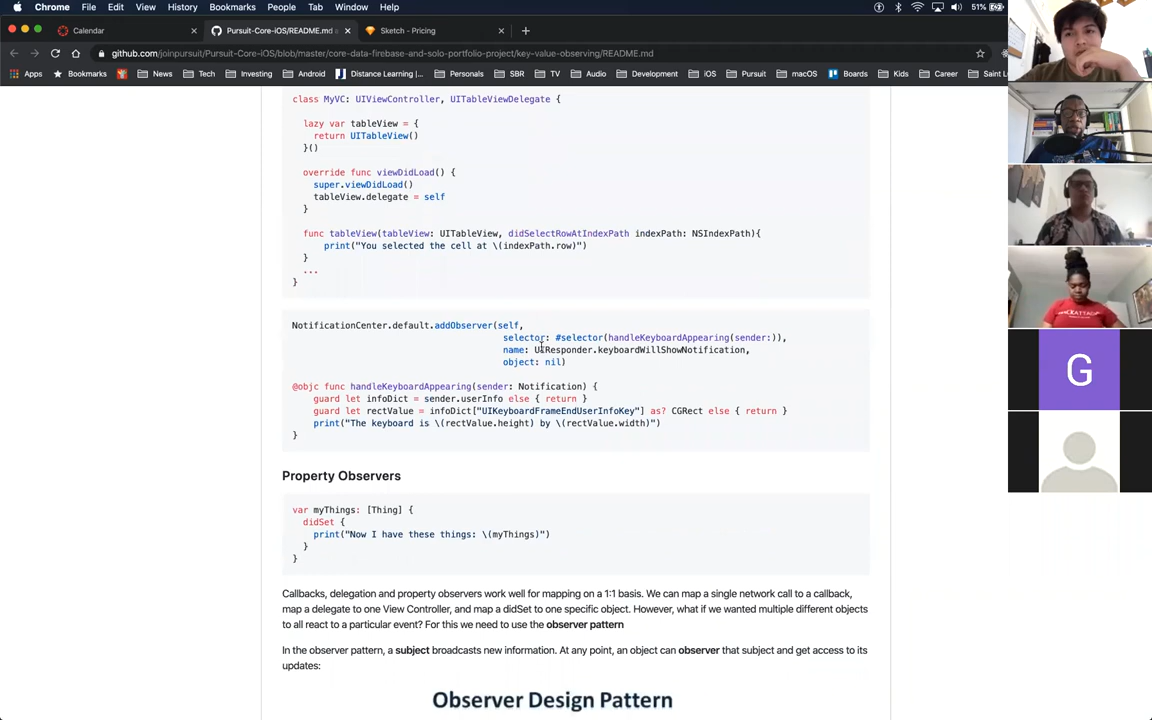 Chrome File Edit View History Bookmarks People Tab Window Help 51%
Calendar Pursuit-Core-iOS/README.md Sketch - Pricing
github.com/joinpursuit/Pursuit-Core-iOS/blob/master/core-data-firebase-and-solo-portfolio-project/key-value-observing/README.md
Apps Bookmarks News Tech Investing Android Distance Learning |... Personals SBR TV Audio Development iOS Pursuit macOS Boards Kids Career Saint L
class MyVC: UIViewController, UITableViewDelegate {
lazy var tableView = {
return UITableView()
}()
override func viewDidLoad() {
super.viewDidLoad()
tableView.delegate = self
}
func tableView(tableView: UITableView, didSelectRowAtIndexPath indexPath: NSIndexPath){
print("You selected the cell at \(indexPath.row)")
}
...
}
NotificationCenter.default.addObserver(self,
selector: #selector(handleKeyboardAppearing(sender:)),
name: UIResponder.keyboardWillShowNotification,
object: nil)
@objc func handleKeyboardAppearing(sender: Notification) {
guard let infoDict = sender.userInfo else { return }
guard let rectValue = infoDict["UIKeyboardFrameEndUserInfoKey"] as? CGRect else { return }
print("The keyboard is \(rectValue.height) by \(rectValue.width)")
}
Property Observers
var myThings: [Thing] {
didSet {
print("Now I have these things: \(myThings)")
}
}
Callbacks, delegation and property observers work well for mapping on a 1:1 basis. We can map a single network call to a callback,
map a delegate to one View Controller, and map a didSet to one specific object. However, what if we wanted multiple different objects
to all react to a particular event? For this we need to use the observer pattern
In the observer pattern, a subject broadcasts new information. At any point, an object can observer that subject and get access to its
updates:
Observer Design Pattern
G